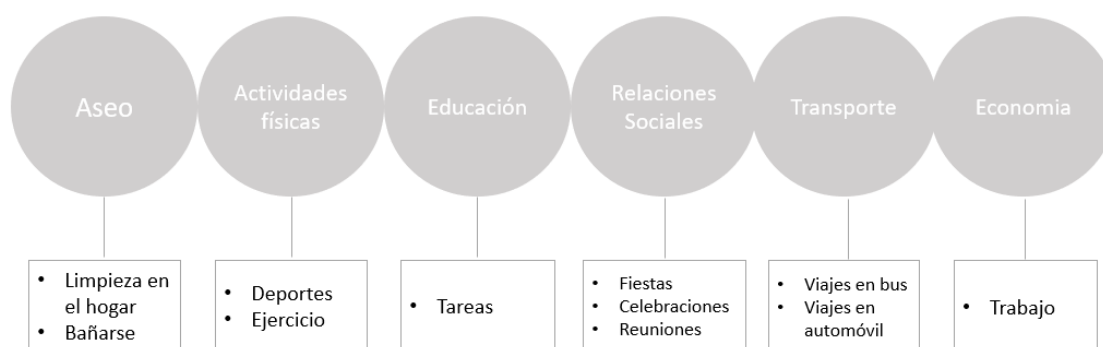 Aseo
Actividades
físicas
Educación
Relaciones
Sociales
Transporte
Economia
• Limpieza en
el hogar
• Bañarse
• Deportes
• Ejercicio
• Tareas
• Fiestas
• Celebraciones
• Reuniones
• Viajes en bus
• Viajes en
automóvil
• Trabajo